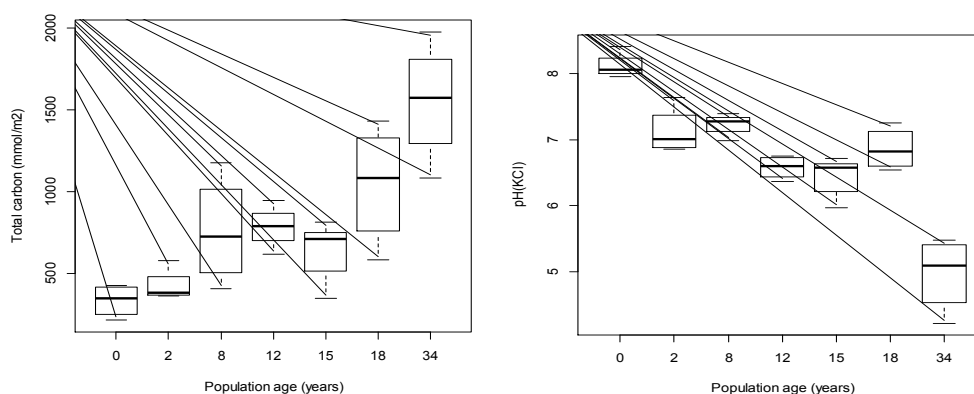 Total carbon (mmol/m2)
2000
1500
1000
500
0 2 8 12 15 18 34
Population age (years)
pH(KCl)
8
7
6
5
0 2 8 12 15 18 34
Population age (years)